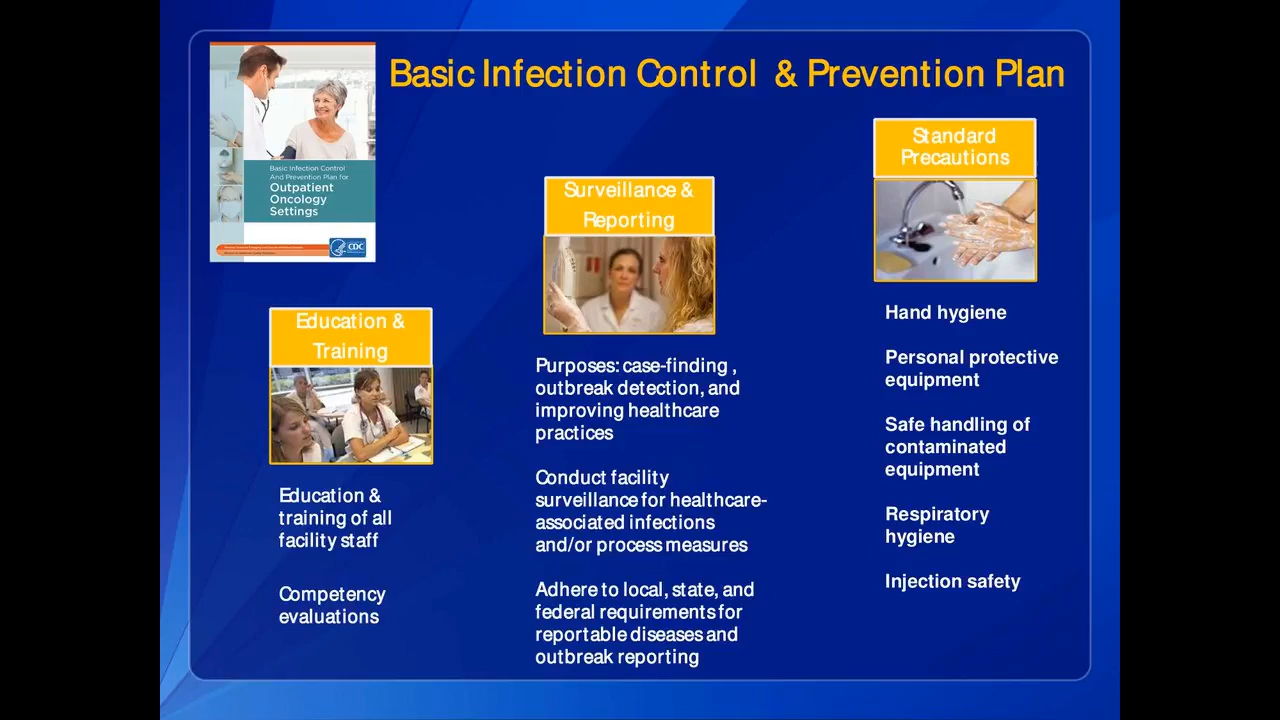 Basic Infection Control & Prevention Plan
Basic Infection Control
And Prevention Plan for
Outpatient
Oncology
Settings
CDC
Education &
Training
Education &
training of all
facility staff
Competency
evaluations
Surveillance &
Reporting
Purposes: case-finding ,
outbreak detection, and
improving healthcare
practices
Conduct facility
surveillance for healthcare-
associated infections
and/or process measures
Adhere to local, state, and
federal requirements for
reportable diseases and
outbreak reporting
Standard
Precautions
Hand hygiene
Personal protective
equipment
Safe handling of
contaminated
equipment
Respiratory
hygiene
Injection safety